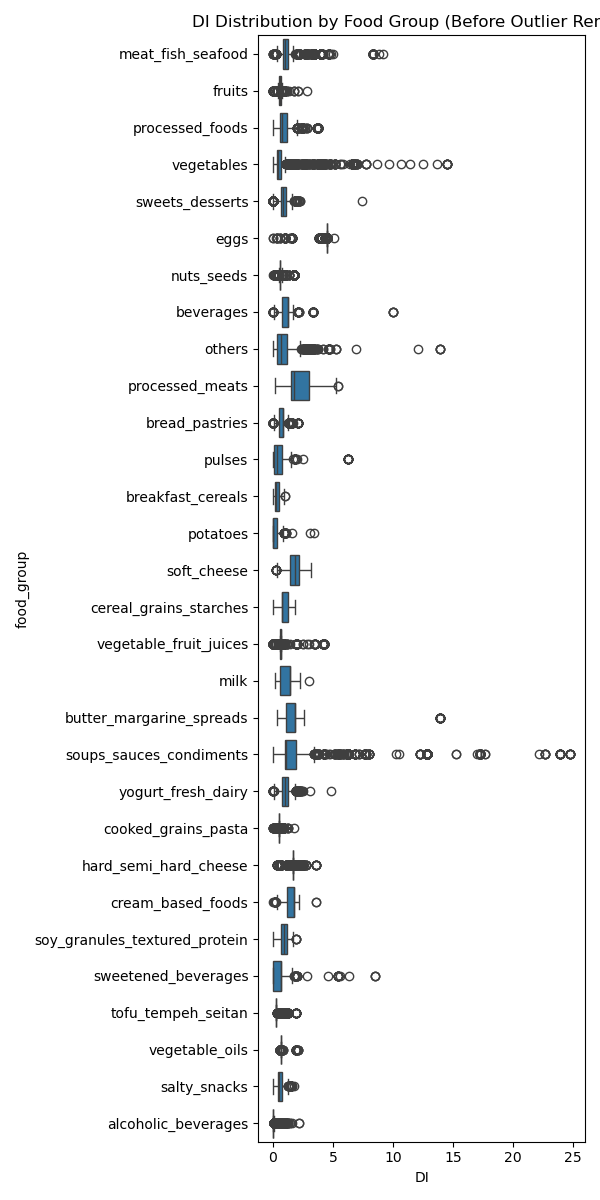 DI Distribution by Food Group (Before Outlier Rer
meat_fish_seafood
fruits
processed_foods
vegetables
sweets_desserts
eggs
nuts_seeds
beverages
others
processed_meats
bread_pastries
pulses
breakfast_cereals
potatoes
soft_cheese
cereal_grains_starches
vegetable_fruit_juices
milk
butter_margarine_spreads
soups_sauces_condiments
yogurt_fresh_dairy
cooked_grains_pasta
hard_semi_hard_cheese
cream_based_foods
soy_granules_textured_protein
sweetened_beverages
tofu_tempeh_seitan
vegetable_oils
salty_snacks
alcoholic_beverages
food_group
0 5 10 15 20 25
DI